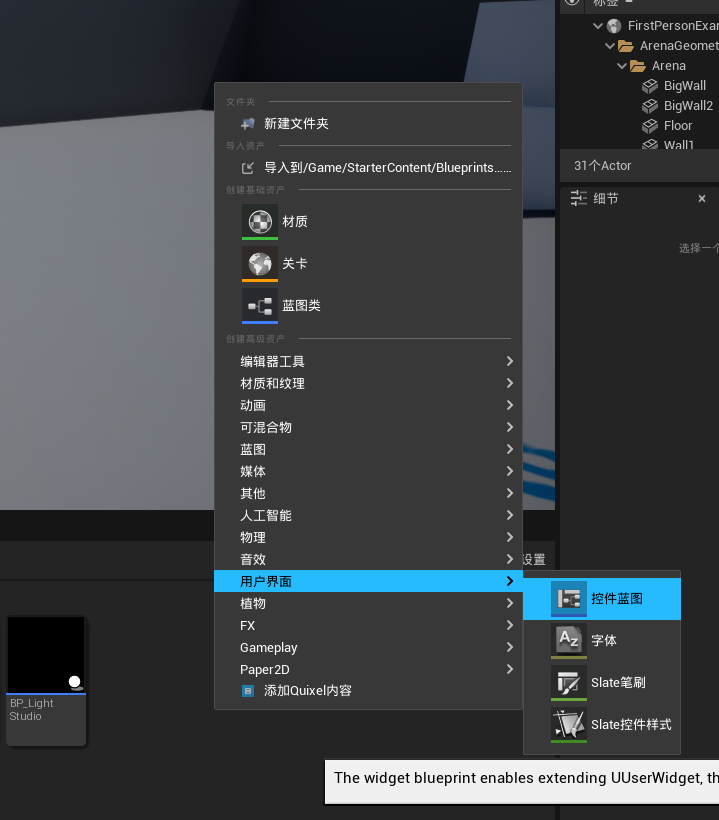 标签
FirstPersonExar
ArenaGeomet
Arena
BigWall
BigWall2
Floor
Wall1
31个Actor
细节
选择一个
文件夹
新建文件夹
导入资产
导入到/Game/StarterContent/Blueprints......
创建基础资产
材质
关卡
蓝图类
创建高级资产
编辑器工具
材质和纹理
动画
可混合物
蓝图
媒体
其他
人工智能
物理
音效
设置
用户界面
控件蓝图
植物
FX
字体
Gameplay
Paper2D
Slate笔刷
添加Quixel内容
Slate控件样式
BP_Light
Studio
The widget blueprint enables extending UUserWidget, th